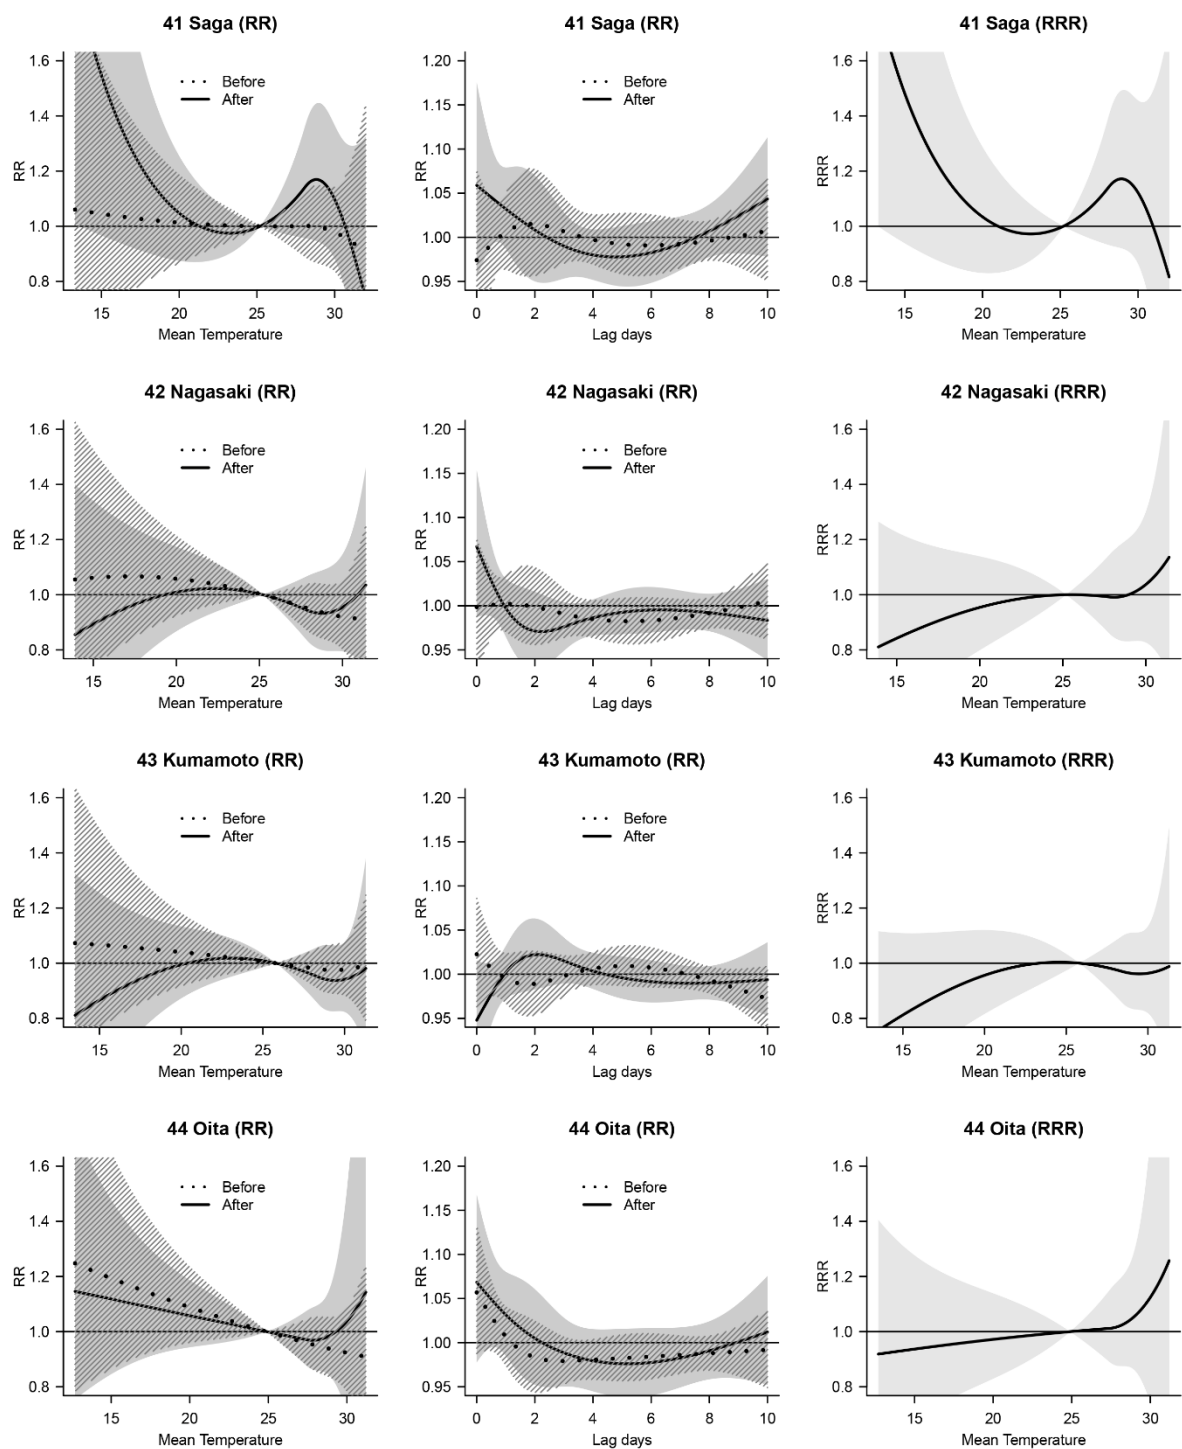 41 Saga (RR)
41 Saga (RR)
41 Saga (RRR)
1.6
1.4
1.2
1.0
0.8
RR
Before
After
15
20
25
30
Mean Temperature
1.20
1.15
1.10
1.05
1.00
0.95
RR
Before
After
0
2
4
6
8
10
Lag days
1.6
1.4
1.2
1.0
0.8
RRR
15
20
25
30
Mean Temperature
42 Nagasaki (RR)
42 Nagasaki (RR)
42 Nagasaki (RRR)
1.6
1.4
1.2
1.0
0.8
RR
Before
After
15
20
25
30
Mean Temperature
1.20
1.15
1.10
1.05
1.00
0.95
RR
Before
After
0
2
4
6
8
10
Lag days
1.6
1.4
1.2
1.0
0.8
RRR
15
20
25
30
Mean Temperature
43 Kumamoto (RR)
43 Kumamoto (RR)
43 Kumamoto (RRR)
1.6
1.4
1.2
1.0
0.8
RR
Before
After
15
20
25
30
Mean Temperature
1.20
1.15
1.10
1.05
1.00
0.95
RR
Before
After
0
2
4
6
8
10
Lag days
1.6
1.4
1.2
1.0
0.8
RRR
15
20
25
30
Mean Temperature
44 Oita (RR)
44 Oita (RR)
44 Oita (RRR)
1.6
1.4
1.2
1.0
0.8
RR
Before
After
15
20
25
30
Mean Temperature
1.20
1.15
1.10
1.05
1.00
0.95
RR
Before
After
0
2
4
6
8
10
Lag days
1.6
1.4
1.2
1.0
0.8
RRR
15
20
25
30
Mean Temperature